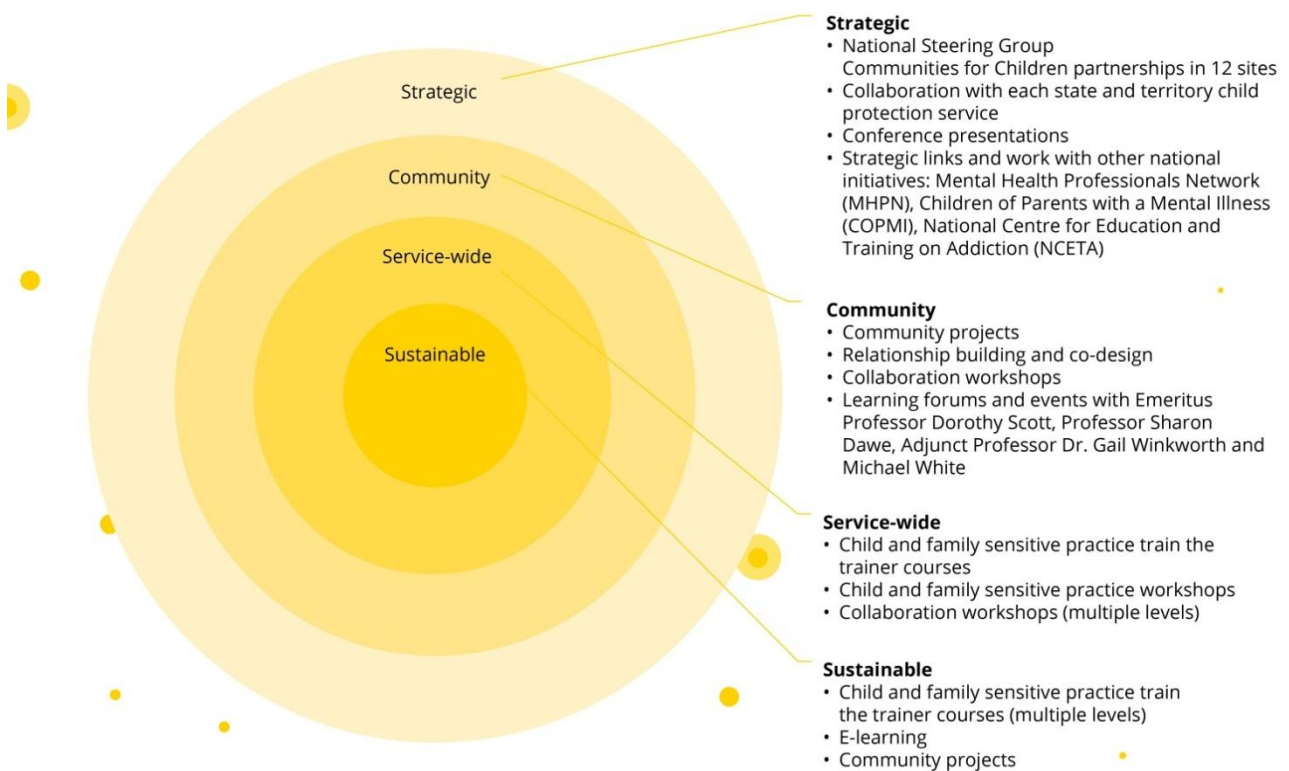 Strategic
Community
Service-wide
Sustainable
Strategic
• National Steering Group
Communities for Children partnerships in 12 sites
• Collaboration with each state and territory child
protection service
• Conference presentations
• Strategic links and work with other national
initiatives: Mental Health Professionals Network
(MHPN), Children of Parents with a Mental Illness
(COPMI), National Centre for Education and
Training on Addiction (NCETA)
Community
• Community projects
• Relationship building and co-design
• Collaboration workshops
• Learning forums and events with Emeritus
Professor Dorothy Scott, Professor Sharon
Dawe, Adjunct Professor Dr. Gail Winkworth and
Michael White
Service-wide
• Child and family sensitive practice train the
trainer courses
• Child and family sensitive practice workshops
• Collaboration workshops (multiple levels)
Sustainable
• Child and family sensitive practice train
the trainer courses (multiple levels)
• E-learning
• Community projects